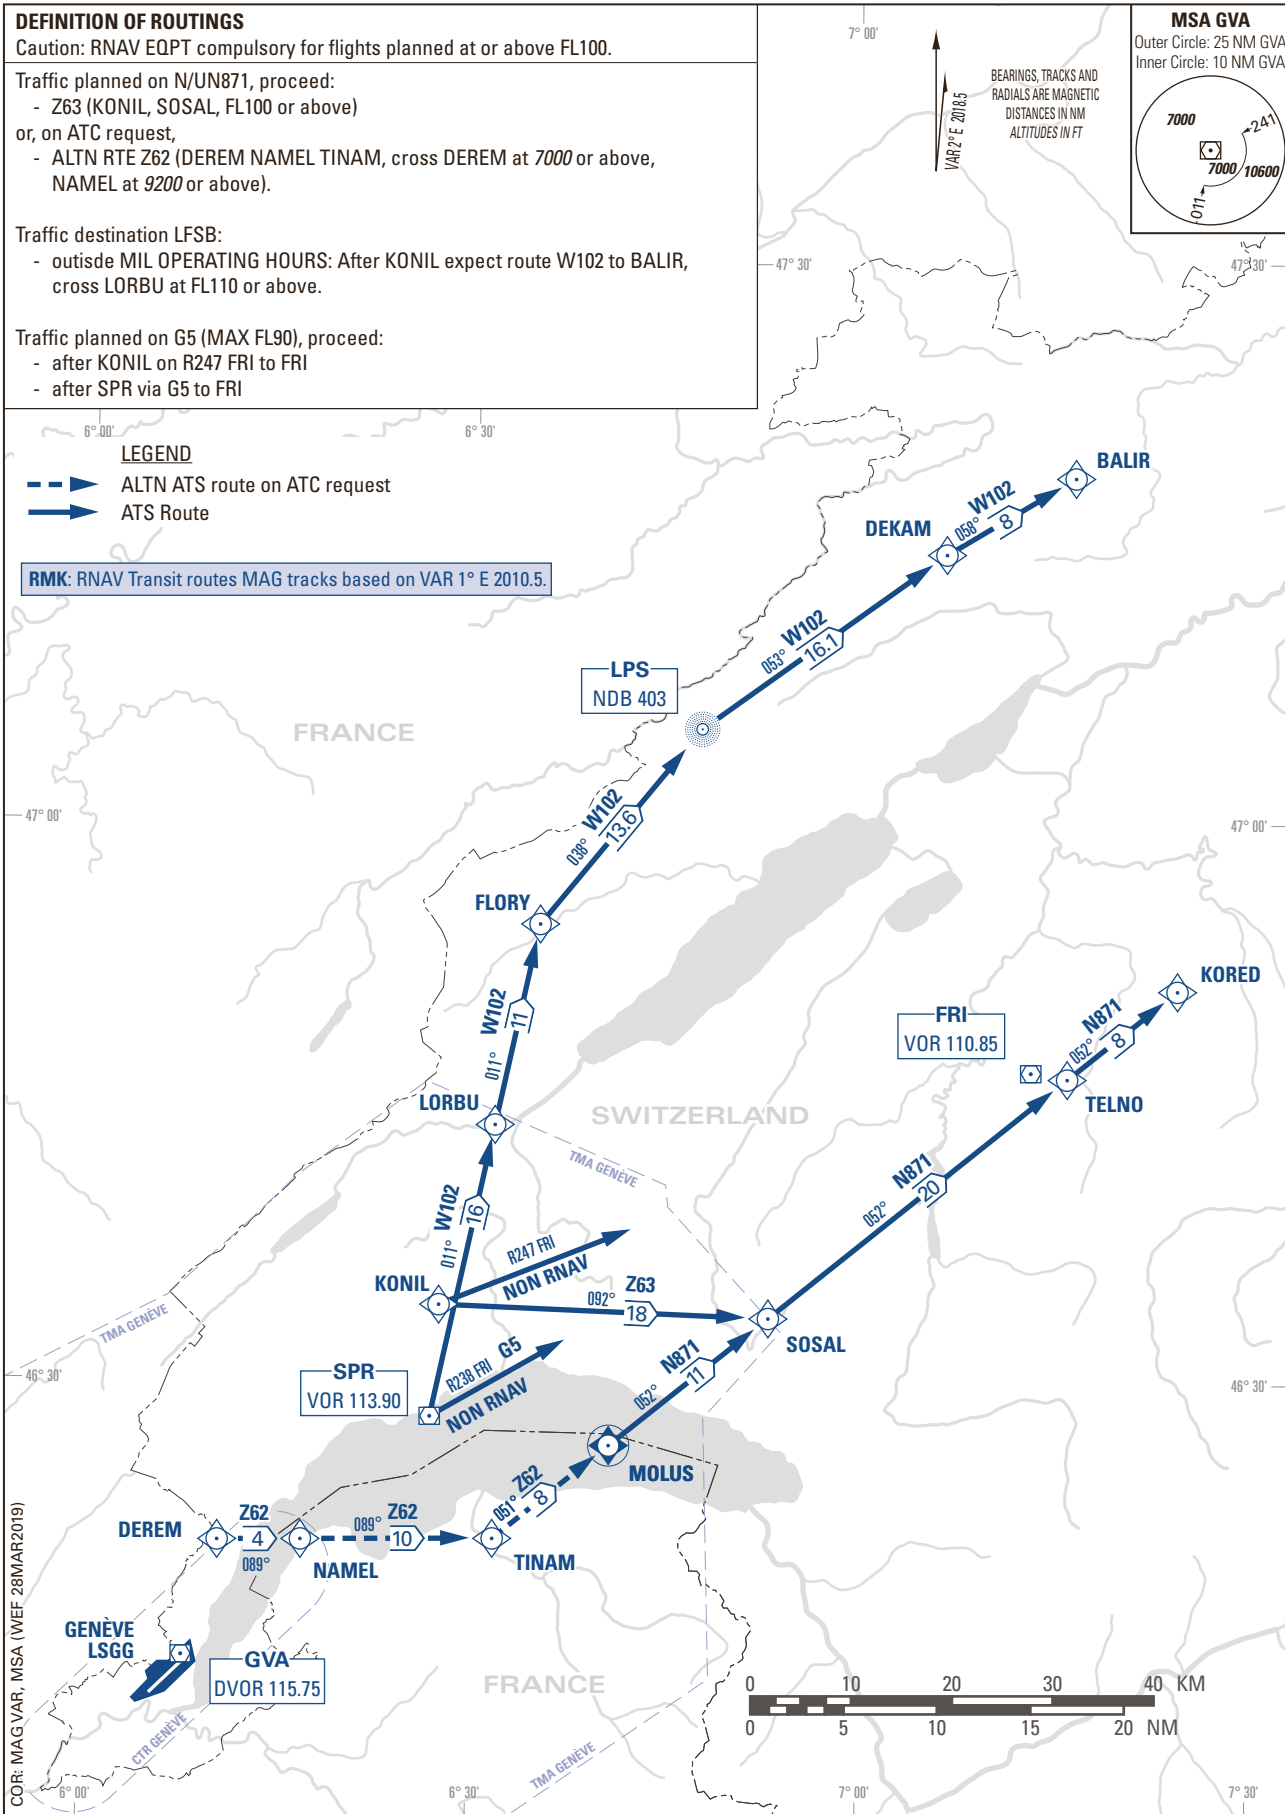 DEFINITION OF ROUTINGS
Caution: RNAV EQPT compulsory for flights planned at or above FL100.
Traffic planned on N/UN871, proceed:
- Z63 (KONIL, SOSAL, FL100 or above)
or, on ATC request,
- ALTN RTE Z62 (DEREM NAMEL TINAM, cross DEREM at 7000 or above,
NAMEL at 9200 or above).
Traffic destination LFSB:
- outisde MIL OPERATING HOURS: After KONIL expect route W102 to BALIR,
cross LORBU at FL110 or above.
Traffic planned on G5 (MAX FL90), proceed:
- after KONIL on R247 FRI to FRI
- after SPR via G5 to FRI
7° 00'
VAR 2° E 2018.5
BEARINGS, TRACKS AND
RADIALS ARE MAGNETIC
DISTANCES IN NM
ALTITUDES IN FT
MSA GVA
Outer Circle: 25 NM GVA
Inner Circle: 10 NM GVA
7000
241
7000
10600
011
47° 30'
47° 30'
6° 00'
6° 30'
LEGEND
ALTN ATS route on ATC request
ATS Route
RMK: RNAV Transit routes MAG tracks based on VAR 1° E 2010.5.
BALIR
W102
058°
8
DEKAM
W102
053°
16.1
LPS
NDB 403
FRANCE
47° 00'
47° 00'
W102
038°
13.6
FLORY
W102
011°
11
KORED
N871
052°
8
FRI
VOR 110.85
TELNO
LORBU
SWITZERLAND
TMA GENÈVE
N871
052°
20
W102
011°
16
R247 FRI
NON RNAV
KONIL
Z63
092°
18
TMA GENÈVE
SOSAL
46° 30'
46° 30'
SPR
VOR 113.90
R238 FRI
G5
NON RNAV
N871
052°
11
MOLUS
Z62
051°
8
DEREM
Z62
4
089°
NAMEL
Z62
089°
10
TINAM
GENÈVE
LSGG
GVA
DVOR 115.75
FRANCE
CTR GENÈVE
TMA GENÈVE
0 10 20 30 40 KM
0 5 10 15 20 NM
6° 00'
6° 30'
7° 00'
7° 30'
COR: MAG VAR, MSA (WEF 28MAR2019)